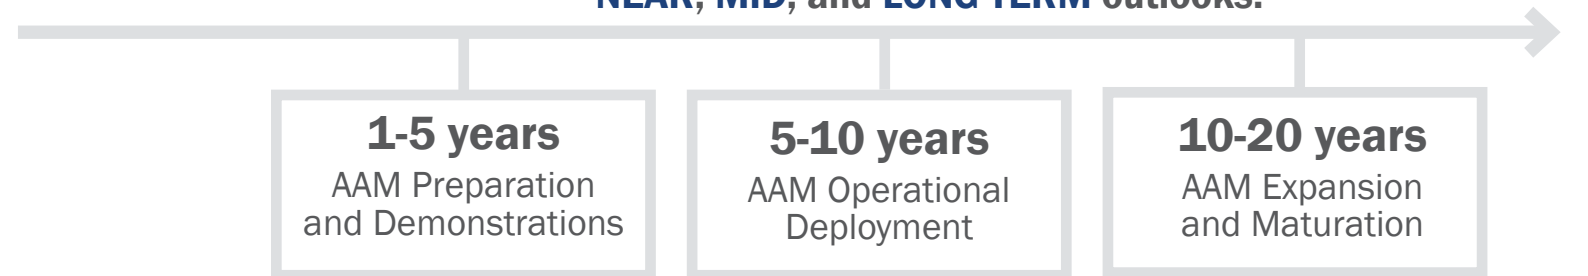 NEAR, MID, and LONG TERM outlooks.
1-5 years
AAM Preparation
and Demonstrations
5-10 years
AAM Operational
Deployment
10-20 years
AAM Expansion
and Maturation